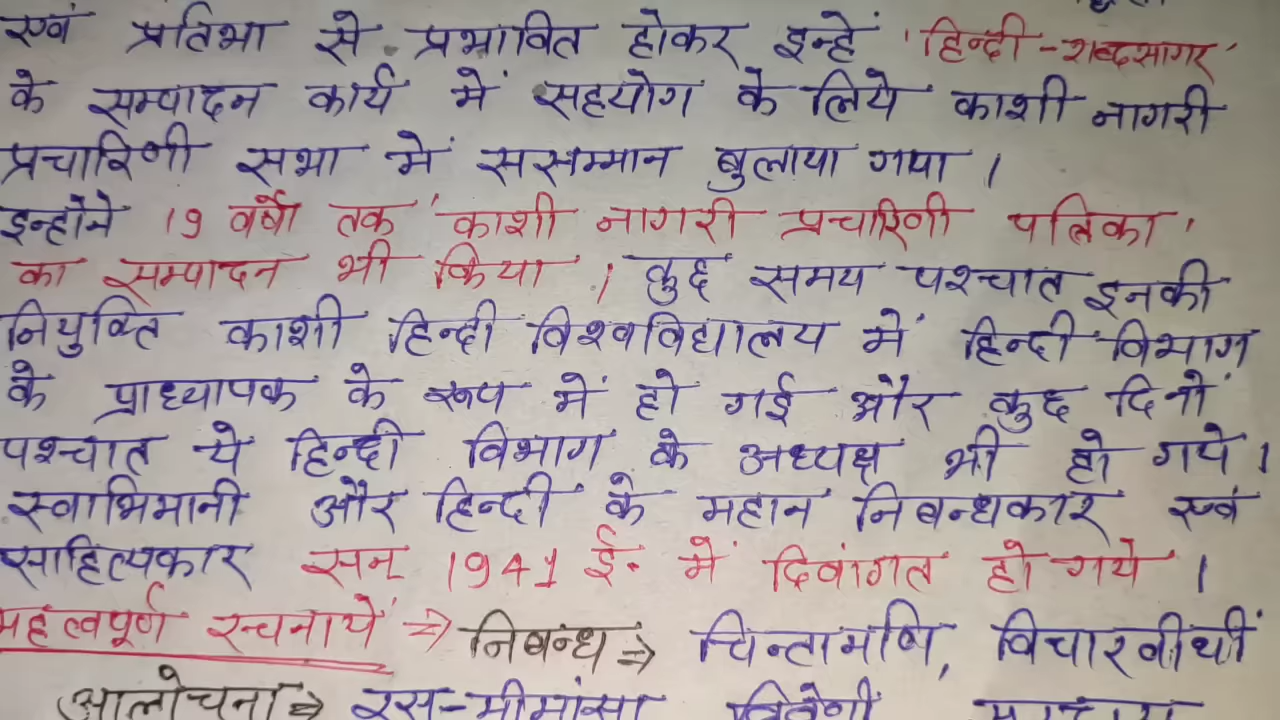 एवं प्रतिभा से प्रभावित होकर इन्हें 'हिन्दी-शब्दसागर'
के सम्पादन कार्य में सहयोग के लिये काशी नागरी
प्रचारिणी सभा में ससम्मान बुलाया गया ।
इन्होंने 19 वर्षो तक 'काशी नागरी प्रचारिणी पत्रिका'
का सम्पादन भी किया । कुछ समय पश्चात इनकी
नियुक्ति काशी हिन्दी विश्वविद्यालय में हिन्दी विभाग
के प्राध्यापक के रूप में हो गई और कुछ दिनों
पश्चात ये हिन्दी विभाग के अध्यक्ष भी हो गये ।
स्वाभिमानी और हिन्दी के महान निबन्धकार एवं
साहित्यकार सन् 1941 ई. में दिवांगत हो गये ।
महत्वपूर्ण रचनायें ⇒ निबन्ध ⇒ चिन्तामणि, विचारवीथीं
आलोचना ⇒ रस-मीमांसा त्रिवेणी